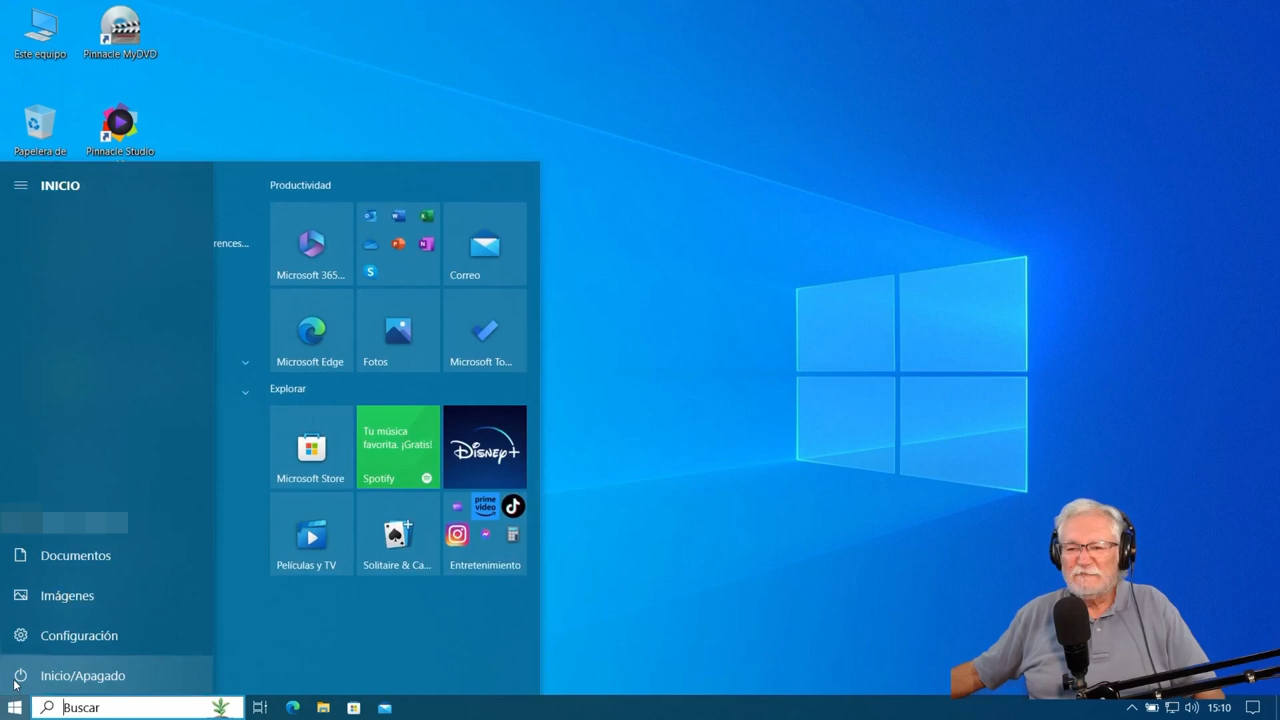 Este equipo
Pinnacle MyDVD
Papelera de
Pinnacle Studio
INICIO
Productividad
rences...
Microsoft 365...
Correo
Microsoft Edge
Fotos
Microsoft To...
Explorar
Tu música
favorita. ¡Gratis!
Microsoft Store
Spotify
Disney+
prime
video
Películas y TV
Solitaire & Ca...
Entretenimiento
Documentos
Imágenes
Configuración
Inicio/Apagado
Buscar
15:10